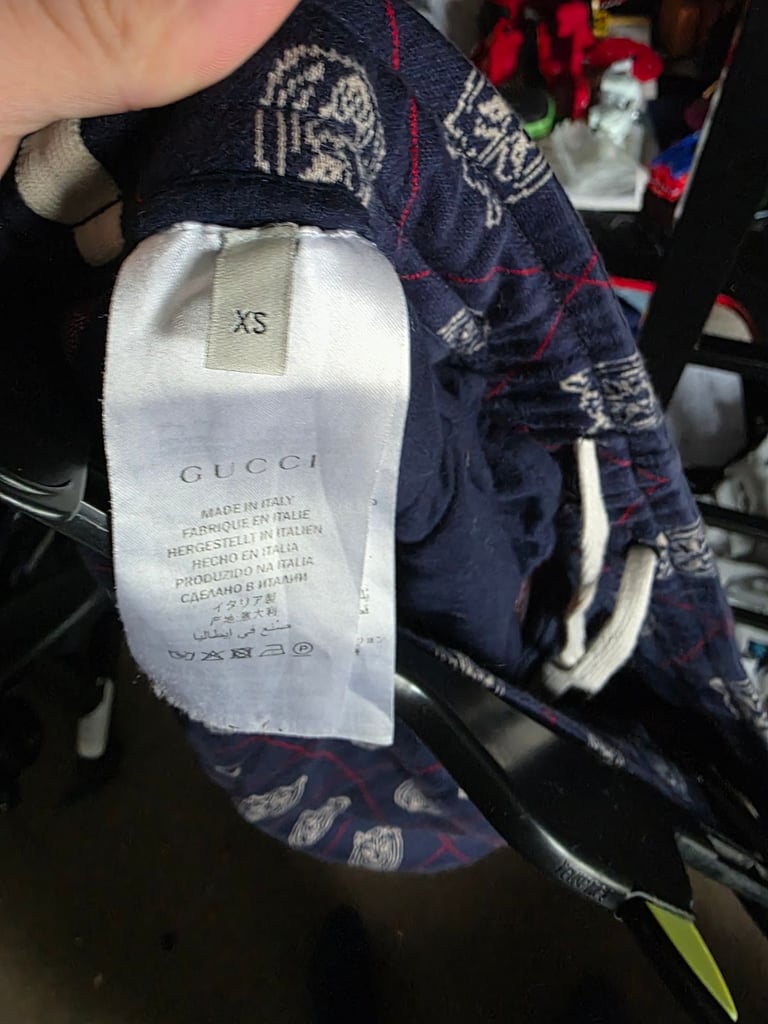 XS
GUCCI
MADE IN ITALY
FABRIQUE EN ITALIE
HERGESTELLT IN ITALIEN
HECHO EN ITALIA
PRODUZIDO NA ITALIA
СДЕЛАНО В ИТАЛИИ
イタリア製
产地:意大利
صنع في إيطاليا